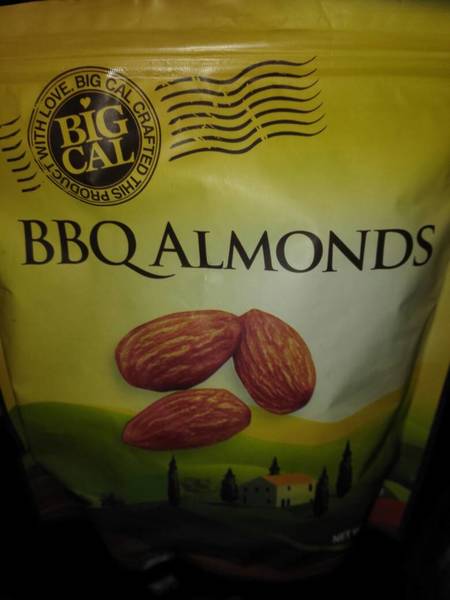 BIG CAL CRAFTED THIS PRODUCT WITH LOVE.
BIG
CAL
BBQ ALMONDS